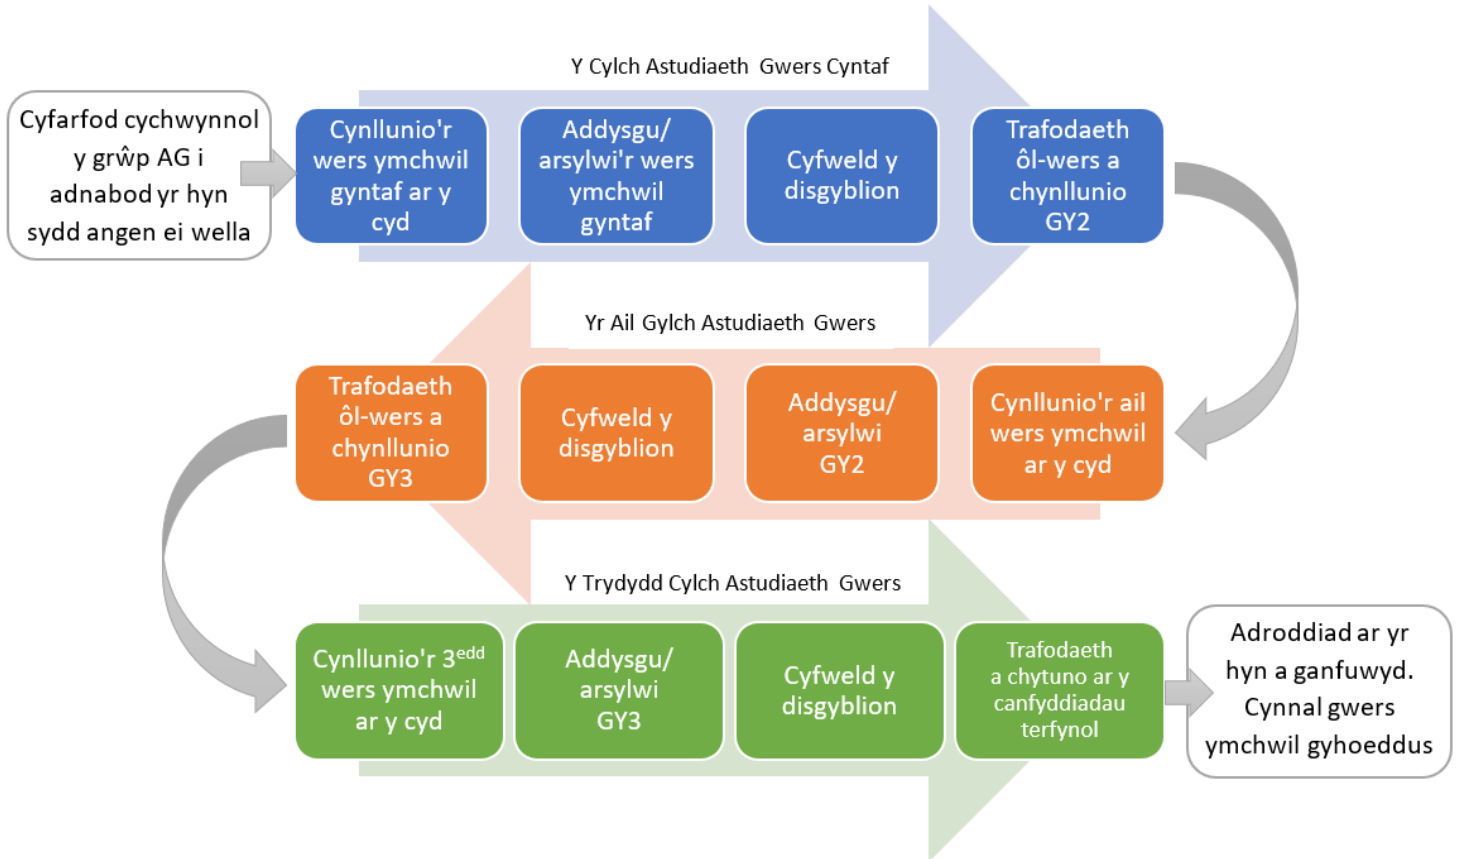 Y Cylch Astudiaeth Gwers Cyntaf
Cyfarfod cychwynnol
y grŵp AG i
adnabod yr hyn
sydd angen ei wella
Cynllunio'r
wers ymchwil
gyntaf ar y
cyd
Addysgu/
arsylwi'r wers
ymchwil
gyntaf
Cyfweld y
disgyblion
Trafodaeth
ôl-wers a
chynllunio
GY2
Yr Ail Gylch Astudiaeth Gwers
Cynllunio'r ail
wers ymchwil
ar y cyd
Addysgu/
arsylwi
GY2
Cyfweld y
disgyblion
Trafodaeth
ôl-wers a
chynllunio
GY3
Y Trydydd Cylch Astudiaeth Gwers
Cynllunio'r 3edd
wers ymchwil
ar y cyd
Addysgu/
arsylwi
GY3
Cyfweld y
disgyblion
Trafodaeth
a chytuno ar y
canfyddiadau
terfynol
Adroddiad ar yr
hyn a ganfuwyd.
Cynnal gwers
ymchwil gyhoeddus